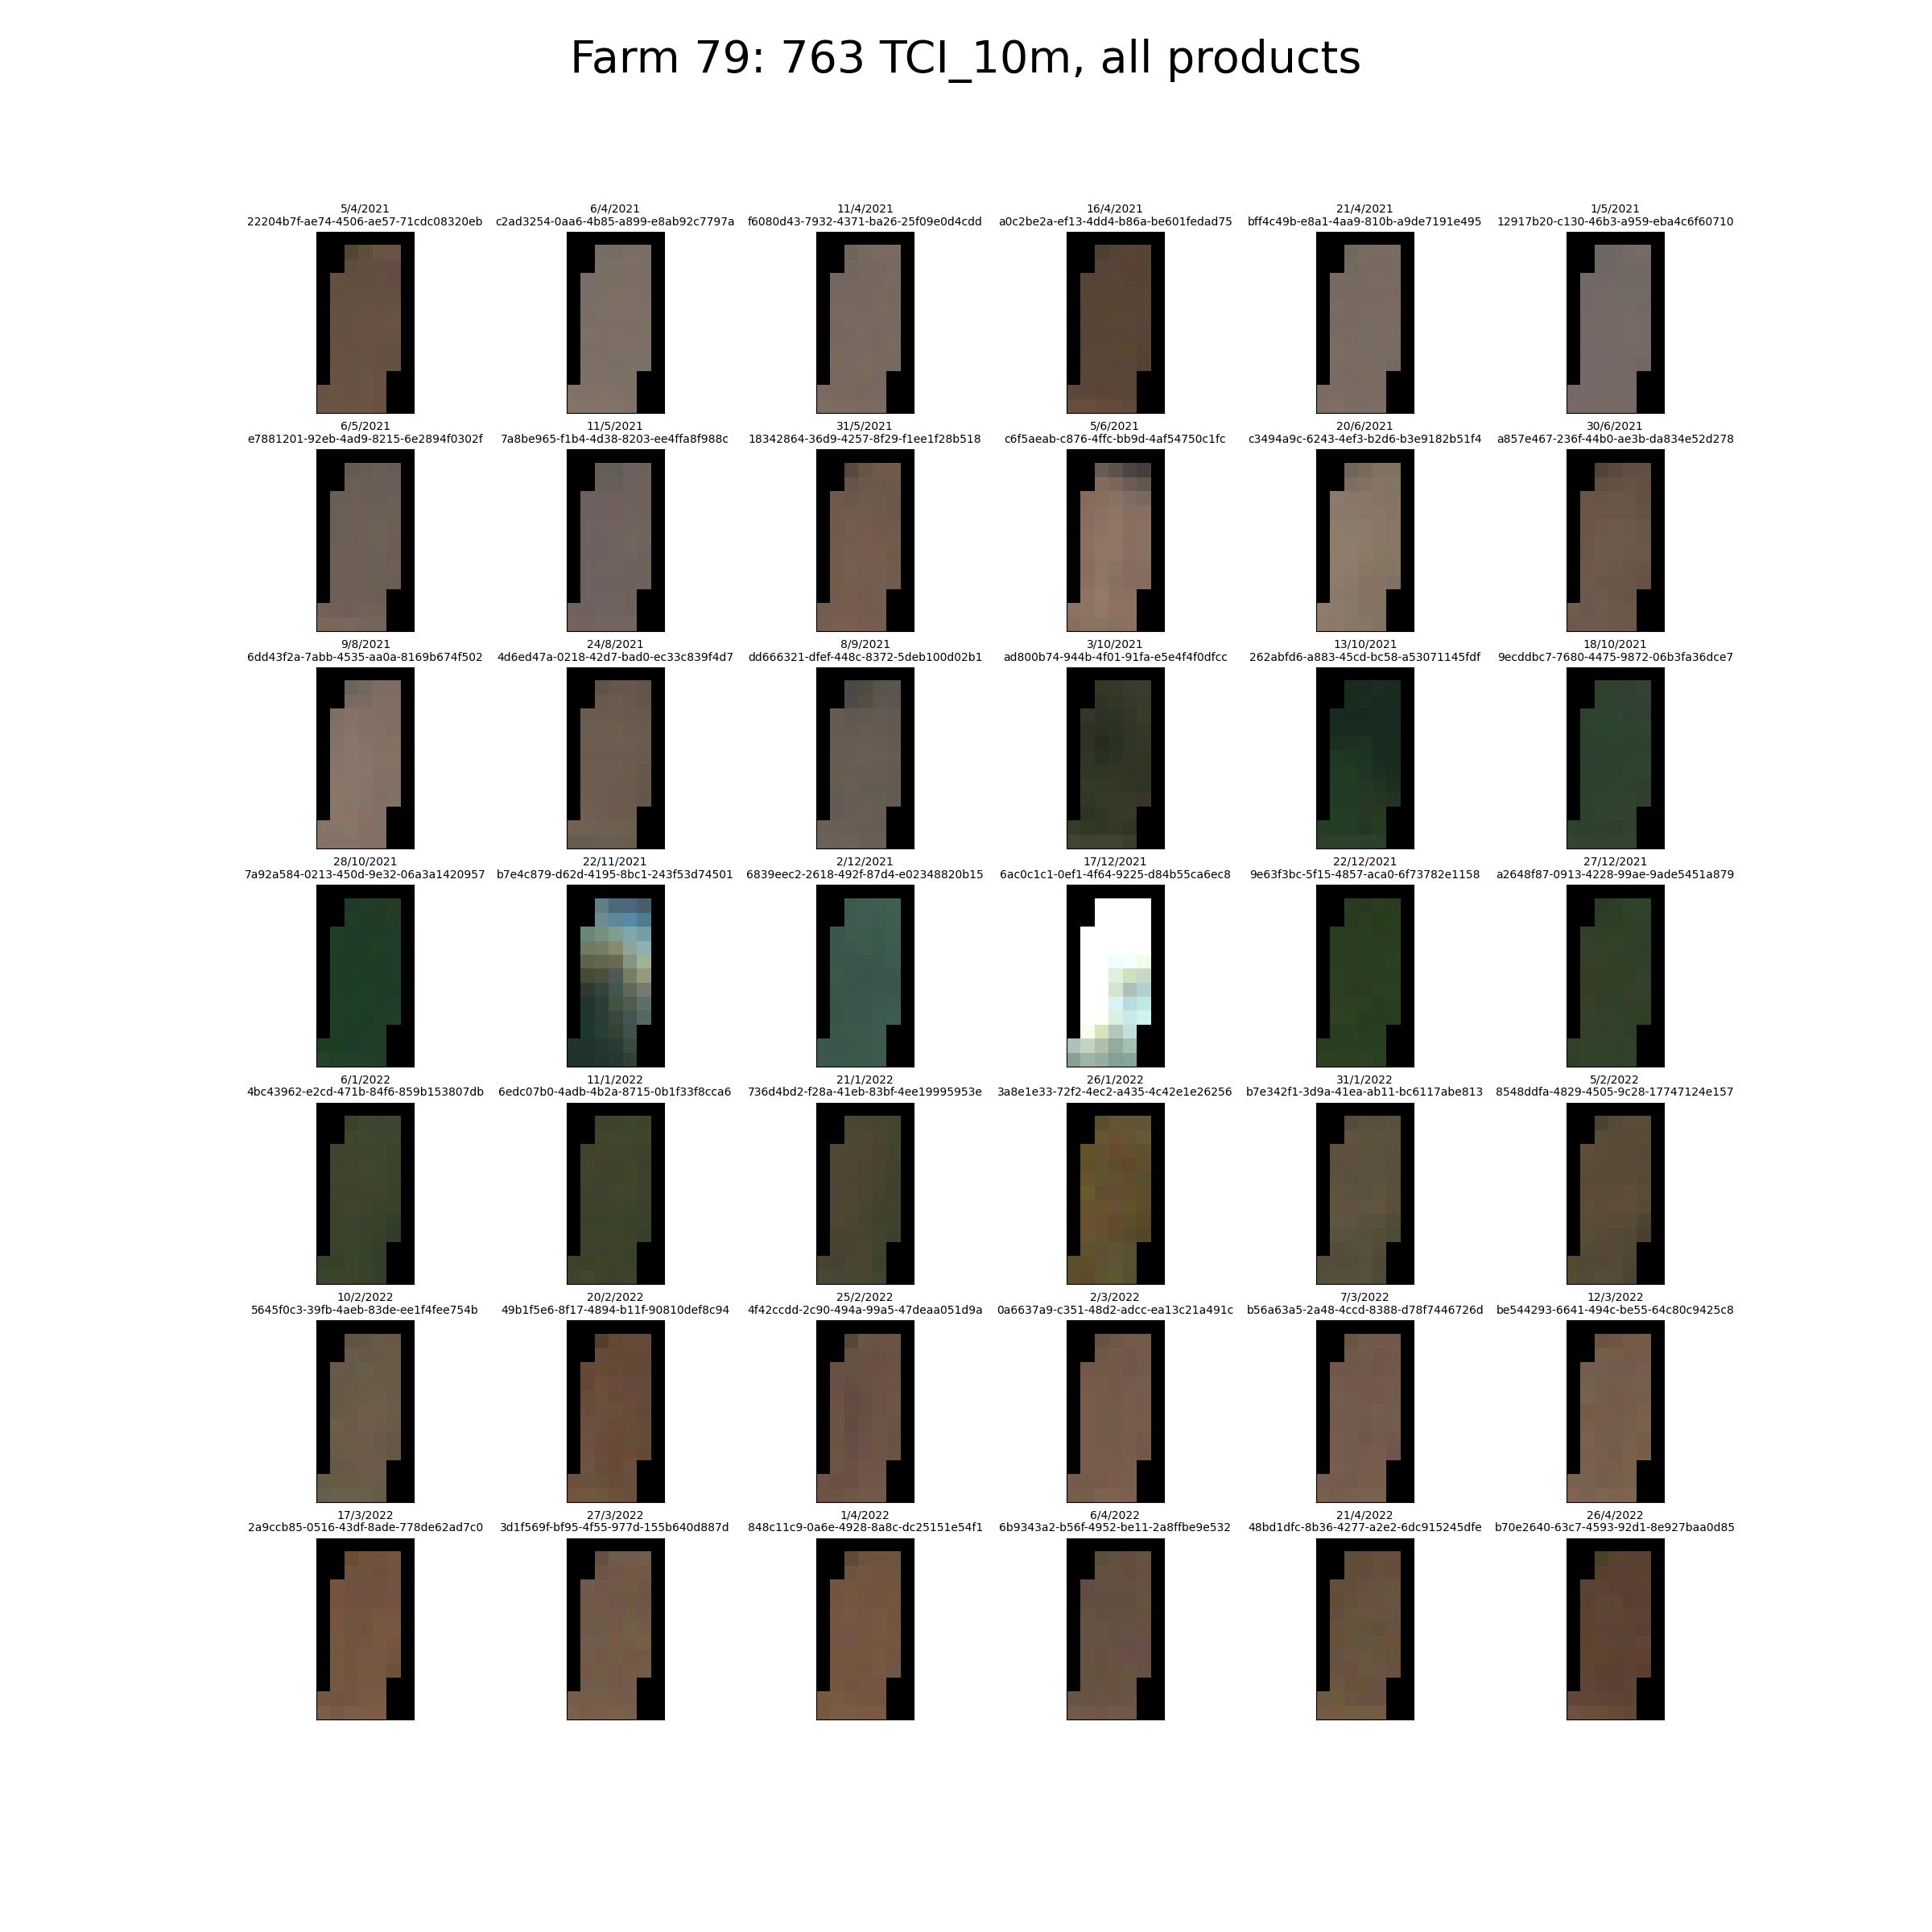 Farm 79: 763 TCI_10m, all products
5/4/2021 6/4/2021 11/4/2021 16/4/2021 21/4/2021 1/5/2021
22204b7f-ae74-4506-ae57-71cdc08320eb c2ad3254-0aa6-4b85-a899-e8ab92c7797a f6080d43-7932-4371-ba26-25f09e0d4cdd a0c2be2a-ef13-4dd4-b86a-be601fedad75 bff4c49b-e8a1-4aa9-810b-a9de7191e495 12917b20-c130-46b3-a959-eba4c6f60710
6/5/2021 11/5/2021 31/5/2021 5/6/2021 20/6/2021 30/6/2021
e7881201-92eb-4ad9-8215-6e2894f0302f 7a8be965-f1b4-4d38-8203-ee4ffa8f988c 18342864-36d9-4257-8f29-f1ee1f28b518 c6f5aeab-c876-4ffc-bb9d-4af54750c1fc c3494a9c-6243-4ef3-b2d6-b3e9182b51f4 a857e467-236f-44b0-ae3b-da834e52d278
9/8/2021 24/8/2021 8/9/2021 3/10/2021 13/10/2021 18/10/2021
6dd43f2a-7abb-4535-aa0a-8169b674f502 4d6ed47a-0218-42d7-bad0-ec33c839f4d7 dd666321-dfef-448c-8372-5deb100d02b1 ad800b74-944b-4f01-91fa-e5e4f4f0dfcc 262abfd6-a883-45cd-bc58-a53071145fdf 9ecddbc7-7680-4475-9872-06b3fa36dce7
28/10/2021 22/11/2021 2/12/2021 17/12/2021 22/12/2021 27/12/2021
7a92a584-0213-450d-9e32-06a3a1420957 b7e4c879-d62d-4195-8bc1-243f53d74501 6839eec2-2618-492f-87d4-e02348820b15 6ac0c1c1-0ef1-4f64-9225-d84b55ca6ec8 9e63f3bc-5f15-4857-aca0-6f73782e1158 a2648f87-0913-4228-99ae-9ade5451a879
6/1/2022 11/1/2022 21/1/2022 26/1/2022 31/1/2022 5/2/2022
4bc43962-e2cd-471b-84f6-859b153807db 6edc07b0-4adb-4b2a-8715-0b1f33f8cca6 736d4bd2-f28a-41eb-83bf-4ee19995953e 3a8e1e33-72f2-4ec2-a435-4c42e1e26256 b7e342f1-3d9a-41ea-ab11-bc6117abe813 8548ddfa-4829-4505-9c28-17747124e157
10/2/2022 20/2/2022 25/2/2022 2/3/2022 7/3/2022 12/3/2022
5645f0c3-39fb-4aeb-83de-ee1f4fee754b 49b1f5e6-8f17-4894-b11f-90810def8c94 4f42ccdd-2c90-494a-99a5-47deaa051d9a 0a6637a9-c351-48d2-adcc-ea13c21a491c b56a63a5-2a48-4ccd-8388-d78f7446726d be544293-6641-494c-be55-64c80c9425c8
17/3/2022 27/3/2022 1/4/2022 6/4/2022 21/4/2022 26/4/2022
2a9ccb85-0516-43df-8ade-778de62ad7c0 3d1f569f-bf95-4f55-977d-155b640d887d 848c11c9-0a6e-4928-8a8c-dc25151e54f1 6b9343a2-b56f-4952-be11-2a8ffbe9e532 48bd1dfc-8b36-4277-a2e2-6dc915245dfe b70e2640-63c7-4593-92d1-8e927baa0d85